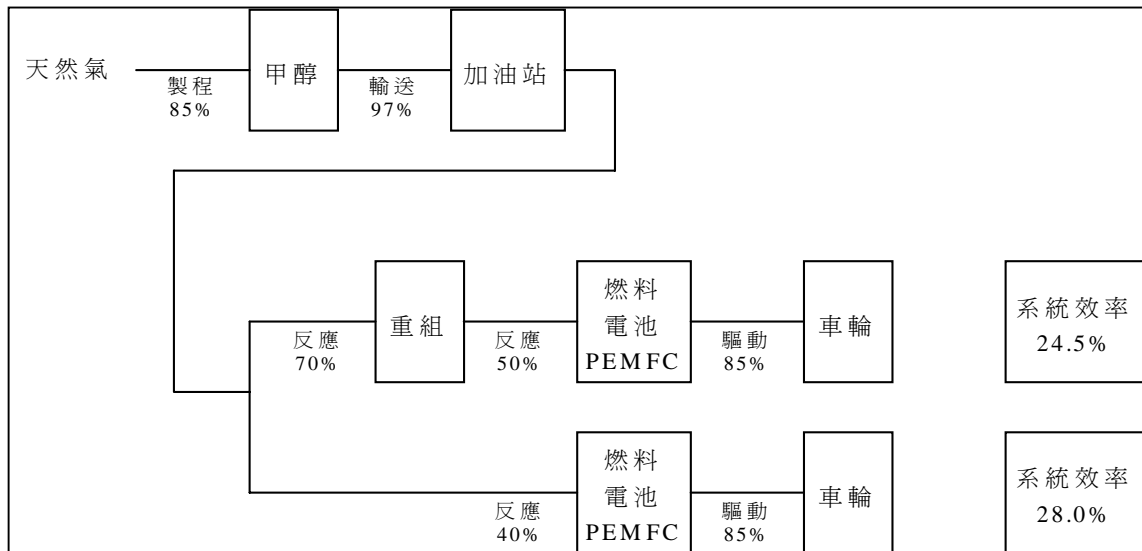 天然氣
製程
85%
甲醇
輸送
97%
加油站
反應
70%
重組
反應
50%
燃料
電池
PEMFC
驅動
85%
車輪
系統效率
24.5%
反應
40%
燃料
電池
PEMFC
驅動
85%
車輪
系統效率
28.0%